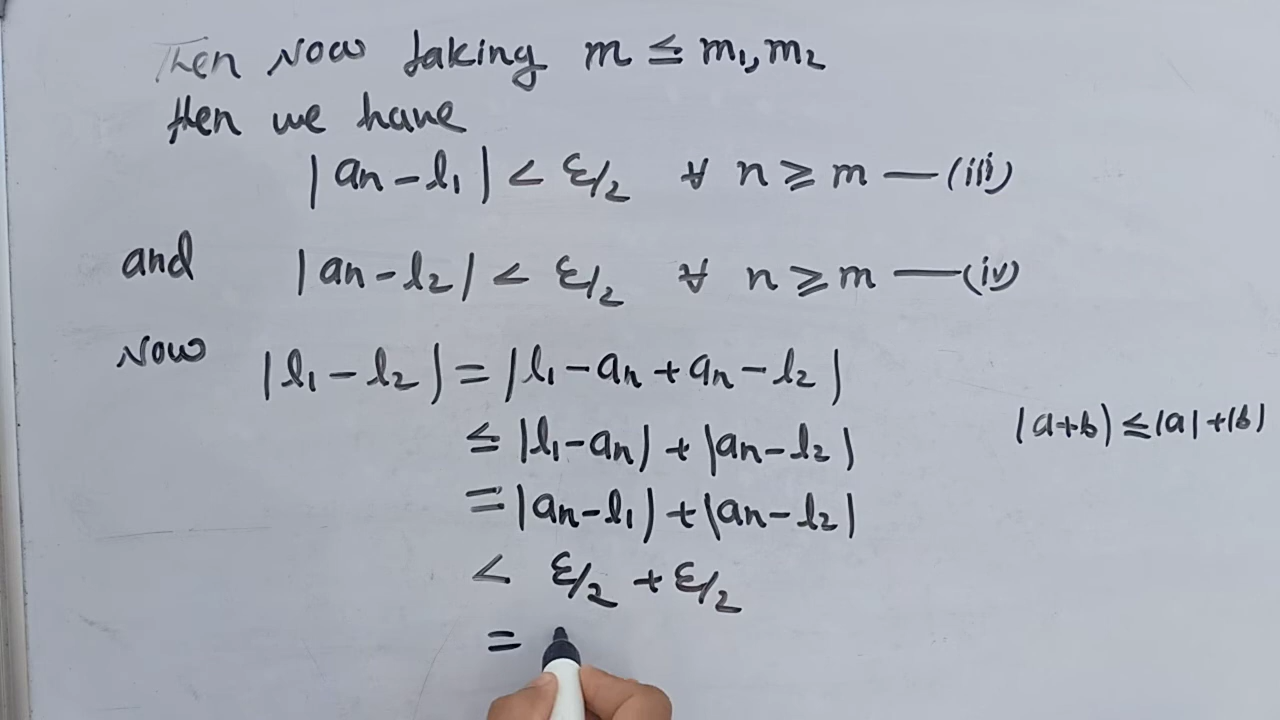 Then Now taking m ≤ m₁, m₂
then we have
|aₙ - l₁| < ε/2 ∀ n ≥ m — (iii)
and |aₙ - l₂| < ε/2 ∀ n ≥ m — (iv)
Now |l₁ - l₂| = |l₁ - aₙ + aₙ - l₂|
≤ |l₁ - aₙ| + |aₙ - l₂|
|a+b| ≤ |a| + |b|
= |aₙ - l₁| + |aₙ - l₂|
< ε/2 + ε/2
=